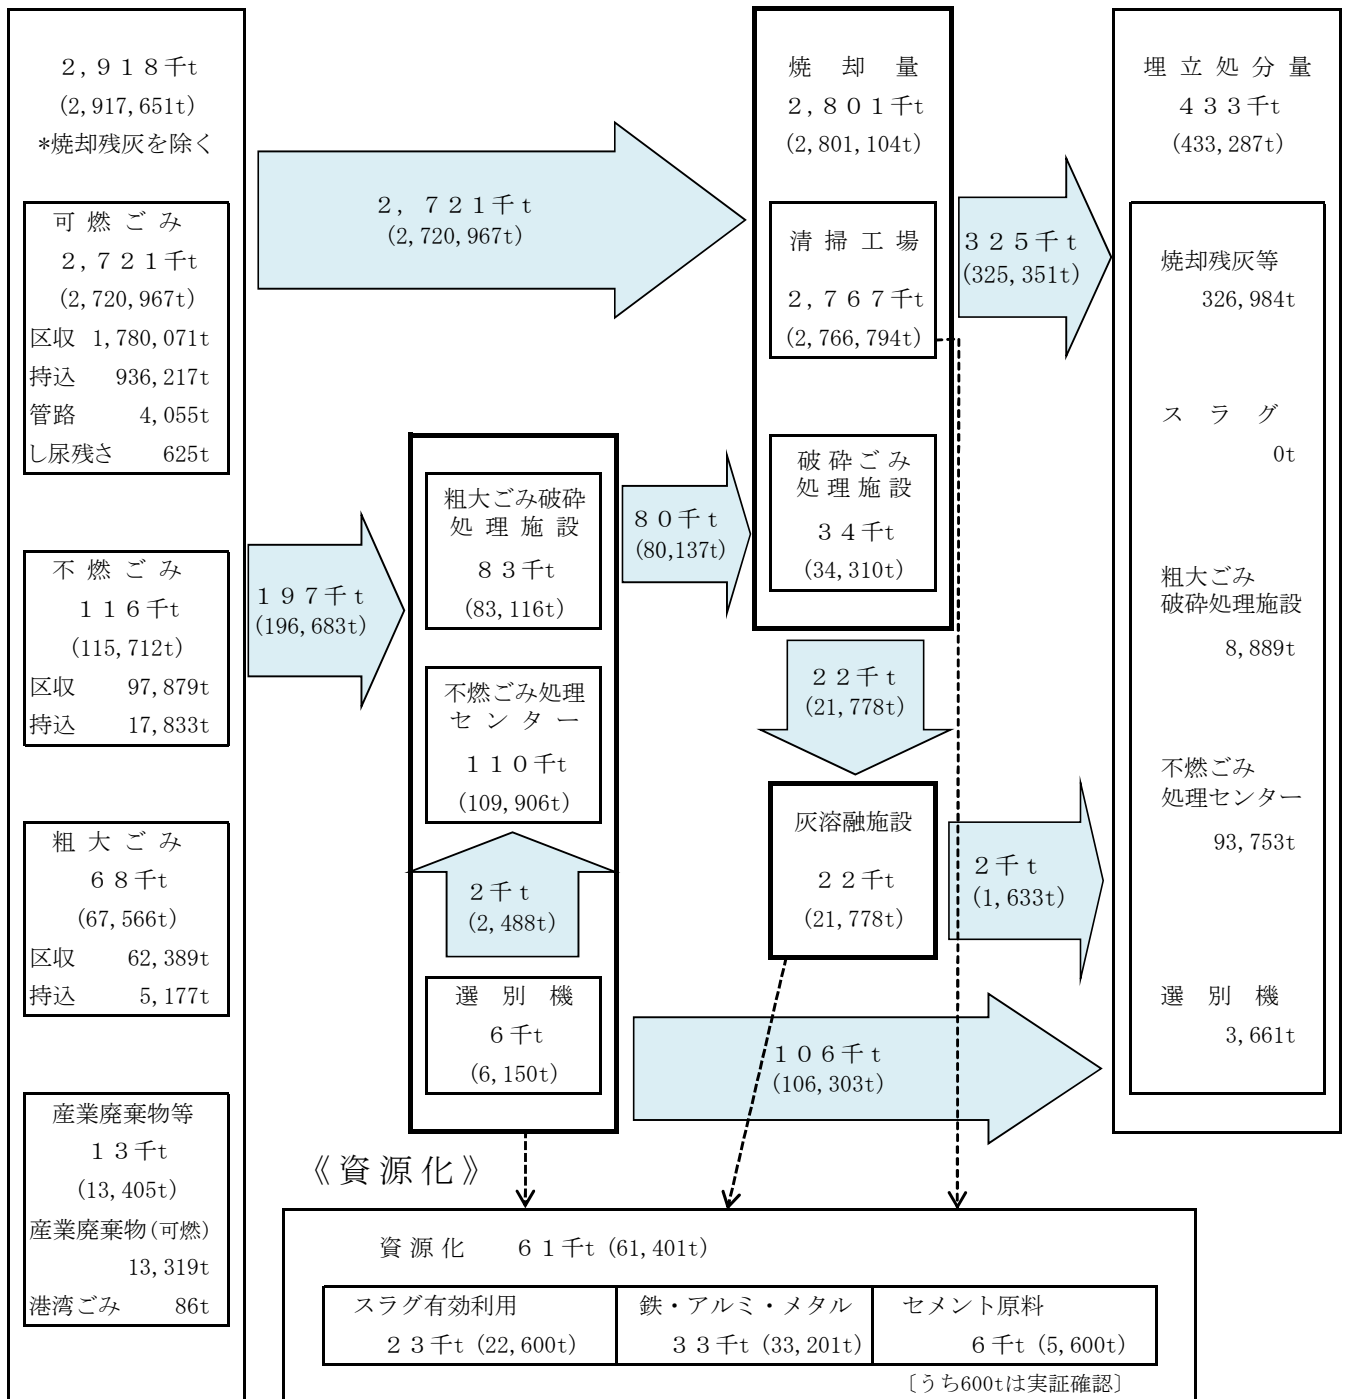 2,918千t
(2,917,651t)
*焼却残灰を除く
可燃ごみ
2,721千t
(2,720,967t)
区収 1,780,071t
持込 936,217t
管路 4,055t
し尿残さ 625t
不燃ごみ
116千t
(115,712t)
区収 97,879t
持込 17,833t
粗大ごみ
68千t
(67,566t)
区収 62,389t
持込 5,177t
産業廃棄物等
13千t
(13,405t)
産業廃棄物(可燃)
13,319t
港湾ごみ 86t
2,721千t
(2,720,967t)
197千t
(196,683t)
粗大ごみ破砕
処理施設
83千t
(83,116t)
不燃ごみ処理
センター
110千t
(109,906t)
2千t
(2,488t)
選別機
6千t
(6,150t)
80千t
(80,137t)
焼却量
2,801千t
(2,801,104t)
清掃工場
2,767千t
(2,766,794t)
破砕ごみ
処理施設
34千t
(34,310t)
22千t
(21,778t)
灰溶融施設
22千t
(21,778t)
325千t
(325,351t)
2千t
(1,633t)
106千t
(106,303t)
埋立処分量
433千t
(433,287t)
焼却残灰等
326,984t
スラグ
0t
粗大ごみ
破砕処理施設
8,889t
不燃ごみ
処理センター
93,753t
選別機
3,661t
《資源化》
資源化 61千t(61,401t)
スラグ有効利用
23千t(22,600t)
鉄・アルミ・メタル
33千t(33,201t)
セメント原料
6千t(5,600t)
〔うち600tは実証確認〕